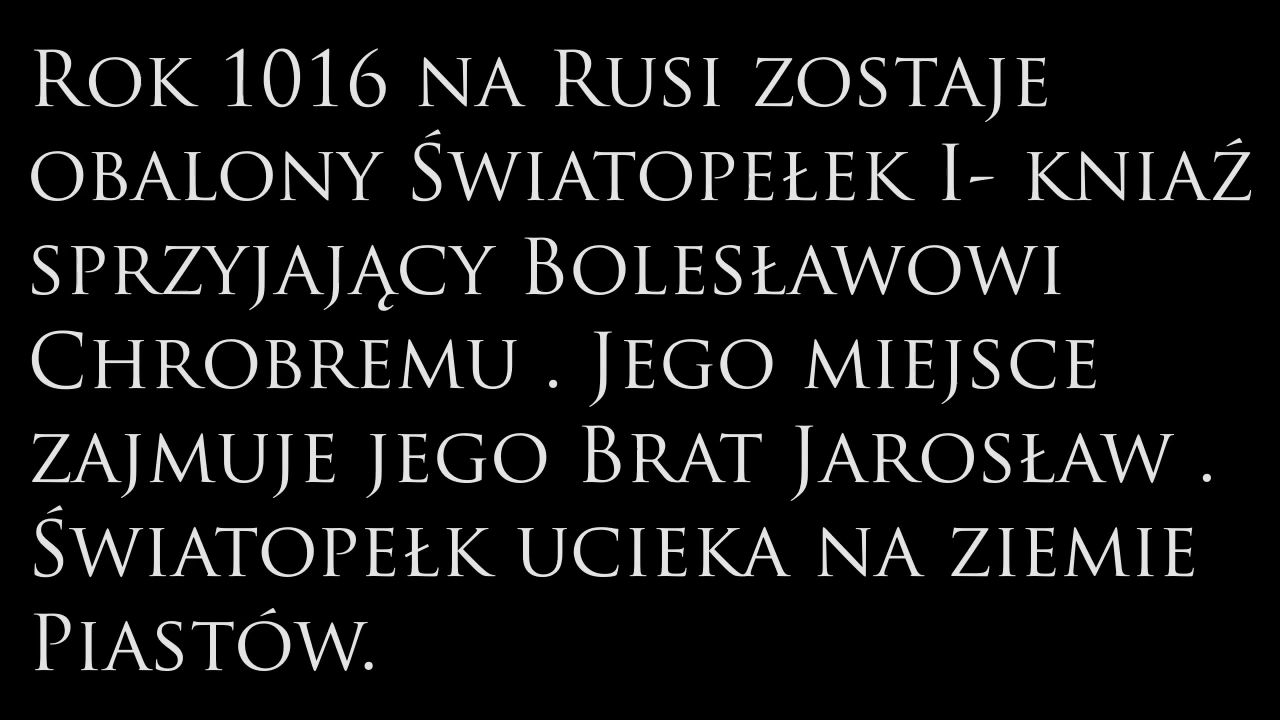 Rok 1016 na Rusi zostaje
obalony Światopełek I- kniaź
sprzyjający Bolesławowi
Chrobremu . Jego miejsce
zajmuje jego Brat Jarosław .
Światopełk ucieka na ziemie
Piastów.